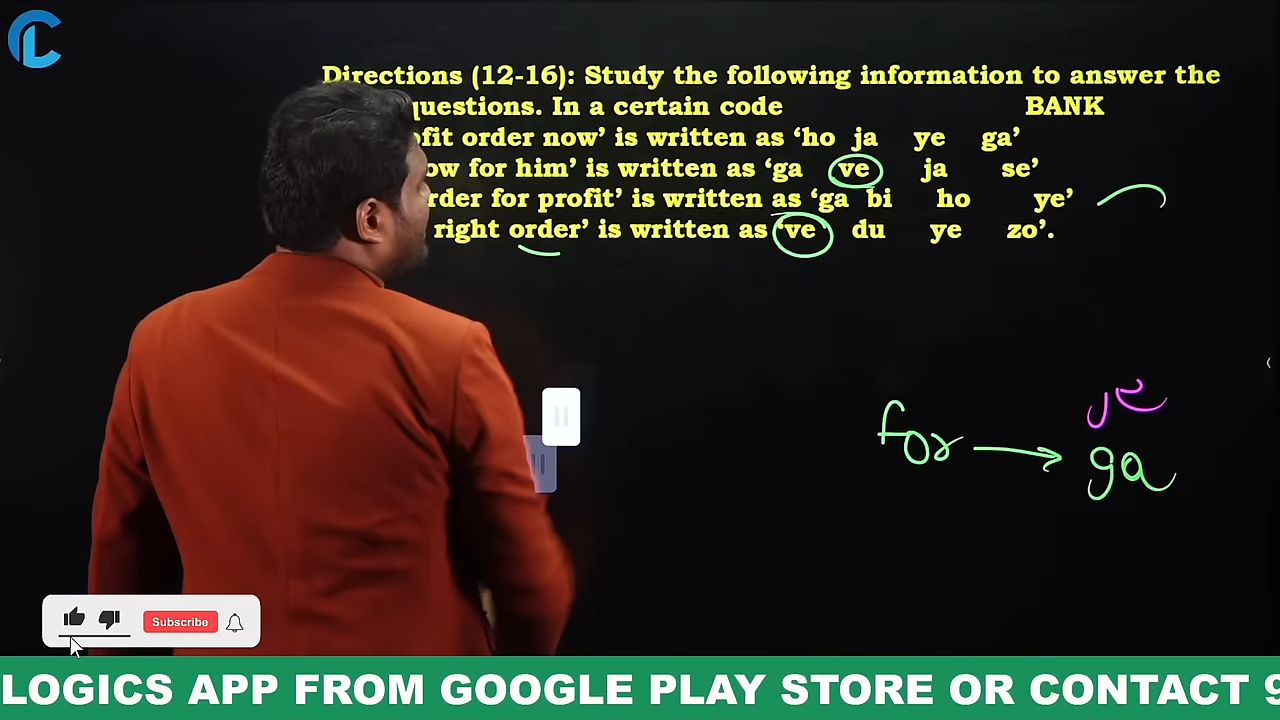 Directions (12-16): Study the following information to answer the
questions. In a certain code BANK
order now’ is written as ‘ho ja ye ga’
for him’ is written as ‘ga ve ja se’
for profit’ is written as ‘ga bi ho ye’
right order’ is written as ‘ve du ye zo’.
ve
for → ga
Subscribe
LOGICS APP FROM GOOGLE PLAY STORE OR CONTACT 9